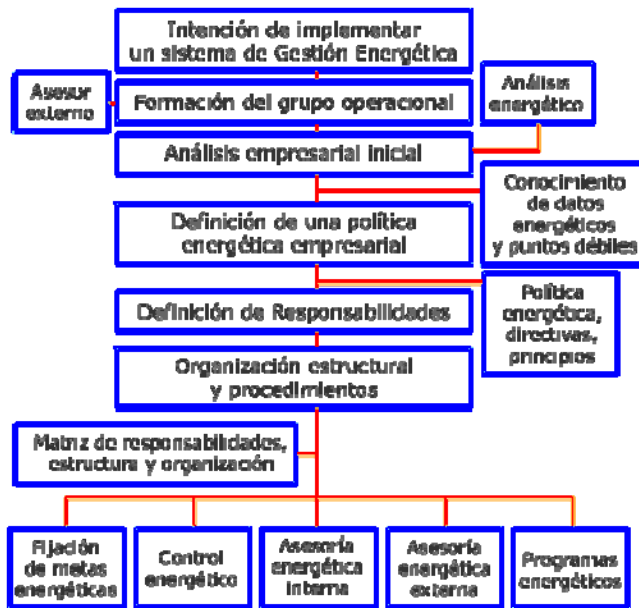 Intención de implementar
un sistema de Gestión Energética
Asesor
externo
Formación del grupo operacional
Análisis
energético
Análisis empresarial inicial
Conocimiento
de datos
energéticos
y puntos débiles
Definición de una política
energética empresarial
Política
energética,
directivas,
principios
Definición de Responsabilidades
Organización estructural
y procedimientos
Matriz de responsabilidades,
estructura y organización
Fijación
de metas
energéticas
Control
energético
Asesoría
energética
interna
Asesoría
energética
externa
Programas
energéticos